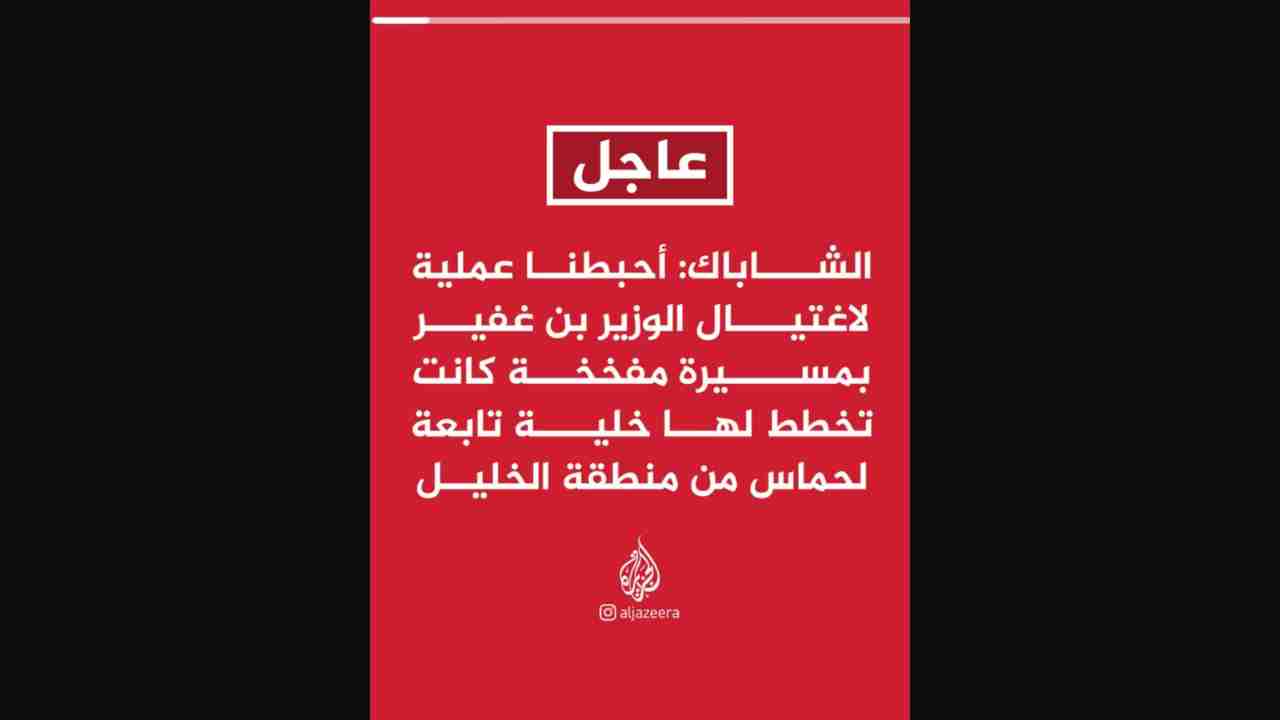 عاجل
الشاباك: أحبطنا عملية
لاغتيال الوزير بن غفير
بمسيرة مفخخة كانت
تخطط لها خلية تابعة
لحماس من منطقة الخليل
الجزيرة
aljazeera